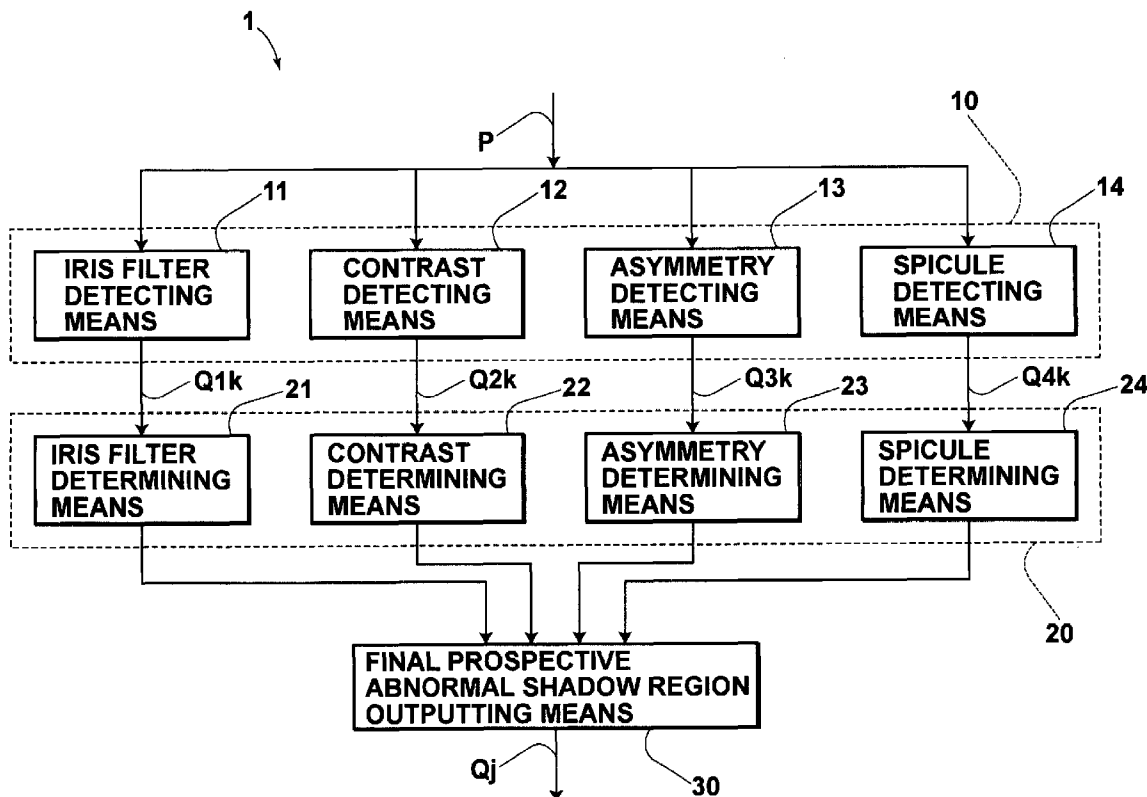 1
P
10
11
12
13
14
IRIS FILTER
DETECTING
MEANS
CONTRAST
DETECTING
MEANS
ASYMMETRY
DETECTING
MEANS
SPICULE
DETECTING
MEANS
Q1k
Q2k
Q3k
Q4k
21
22
23
24
IRIS FILTER
DETERMINING
MEANS
CONTRAST
DETERMINING
MEANS
ASYMMETRY
DETERMINING
MEANS
SPICULE
DETERMINING
MEANS
20
FINAL PROSPECTIVE
ABNORMAL SHADOW REGION
OUTPUTTING MEANS
Qj
30